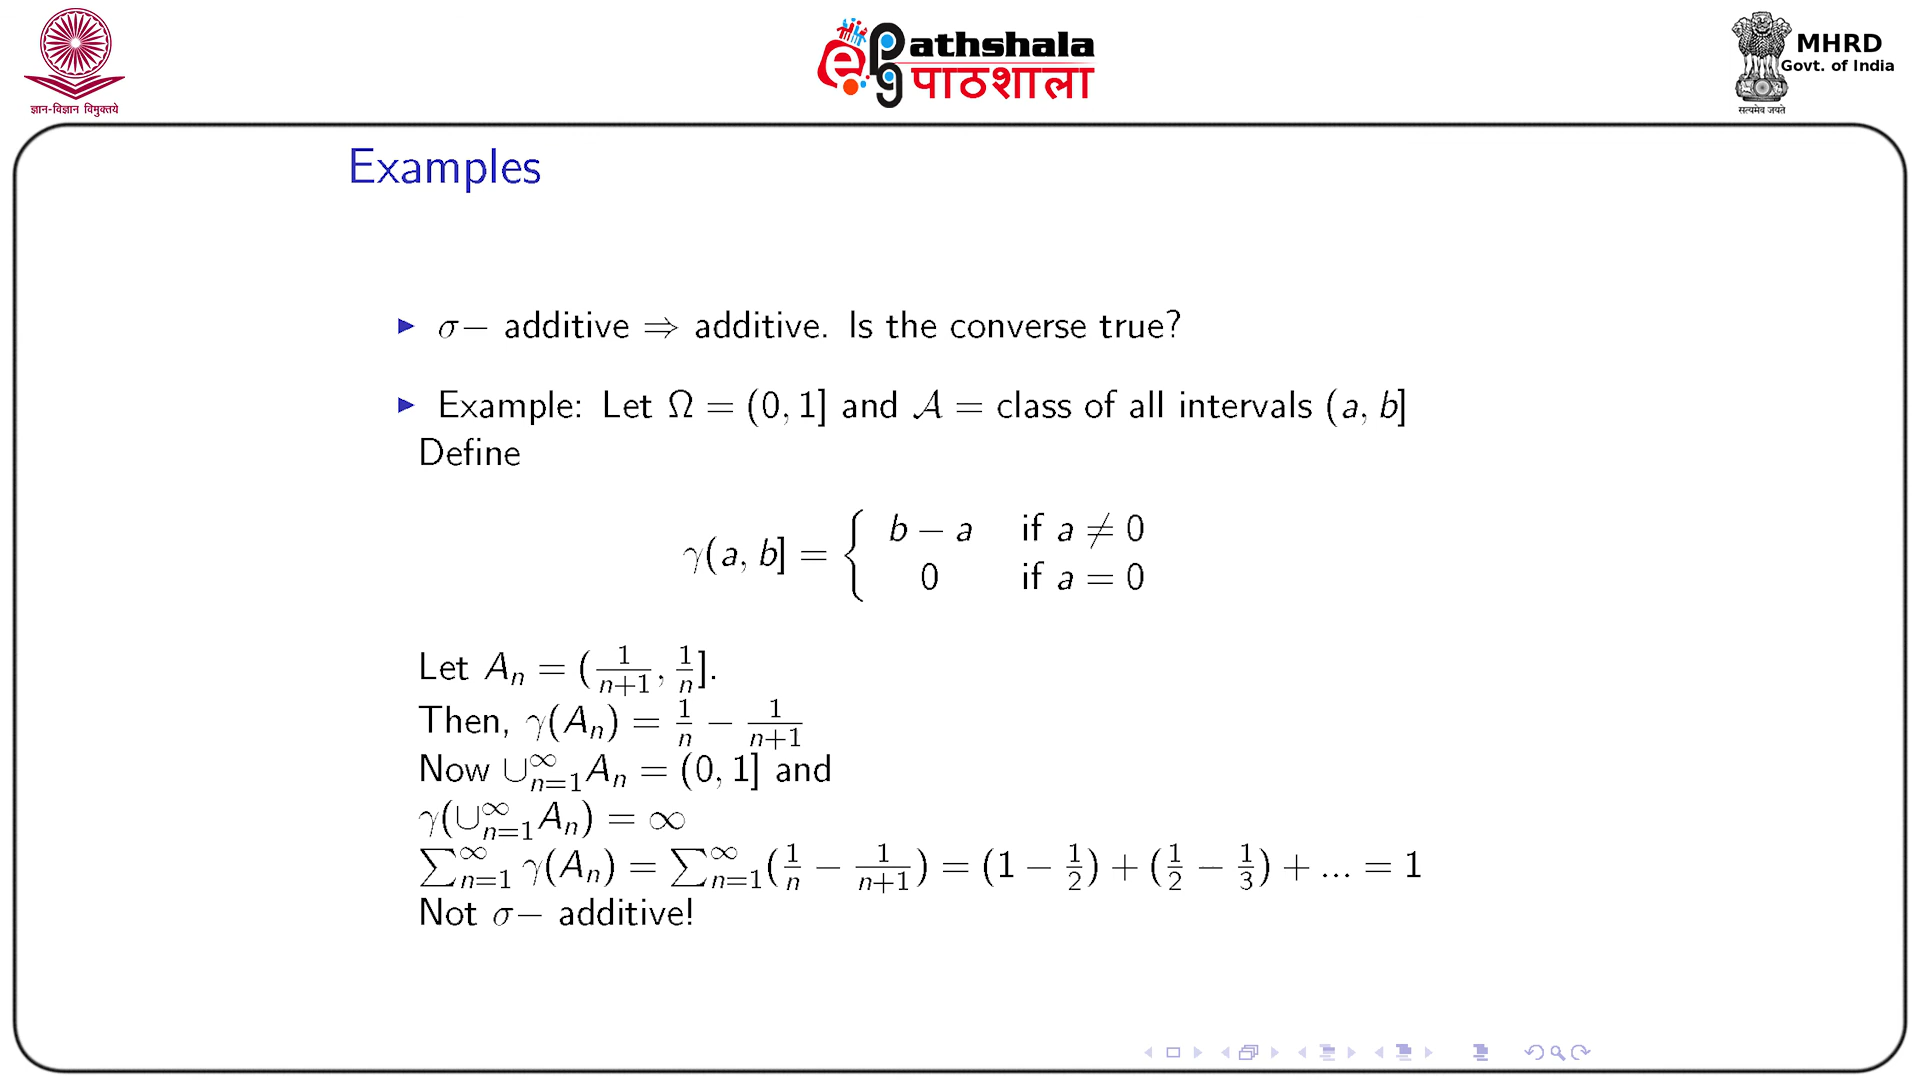 ज्ञान-विज्ञान विमुक्तये
ePathshala
पाठशाला
MHRD
Govt. of India
सत्यमेव जयते
Examples
▶ σ− additive ⇒ additive. Is the converse true?
▶ Example: Let Ω = (0, 1] and 𝒜 = class of all intervals (a, b]
Define
γ(a, b] = { b − a if a ≠ 0
0 if a = 0
Let Aₙ = (1/(n+1), 1/n].
Then, γ(Aₙ) = 1/n − 1/(n+1)
Now ∪_{n=1}^∞ Aₙ = (0, 1] and
γ(∪_{n=1}^∞ Aₙ) = ∞
∑_{n=1}^∞ γ(Aₙ) = ∑_{n=1}^∞ (1/n − 1/(n+1)) = (1 − 1/2) + (1/2 − 1/3) + ... = 1
Not σ− additive!